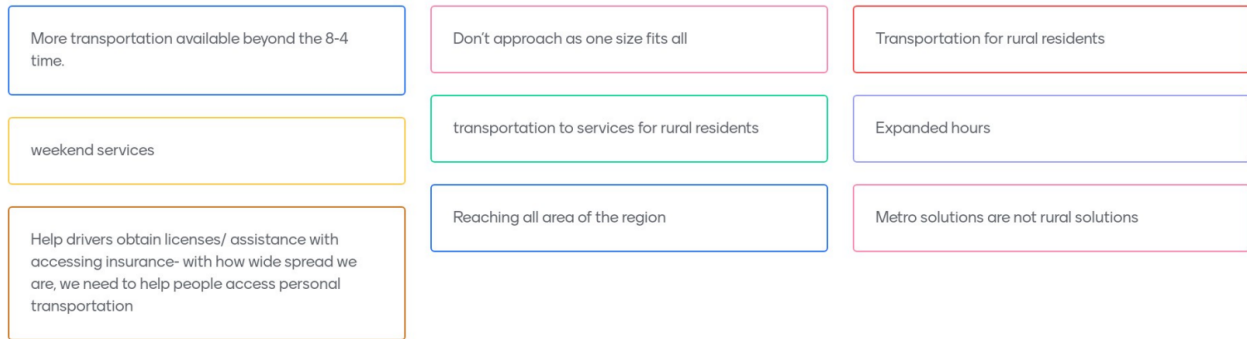 More transportation available beyond the 8-4
time.
weekend services
Help drivers obtain licenses/ assistance with
accessing insurance- with how wide spread we
are, we need to help people access personal
transportation
Don't approach as one size fits all
transportation to services for rural residents
Reaching all area of the region
Transportation for rural residents
Expanded hours
Metro solutions are not rural solutions